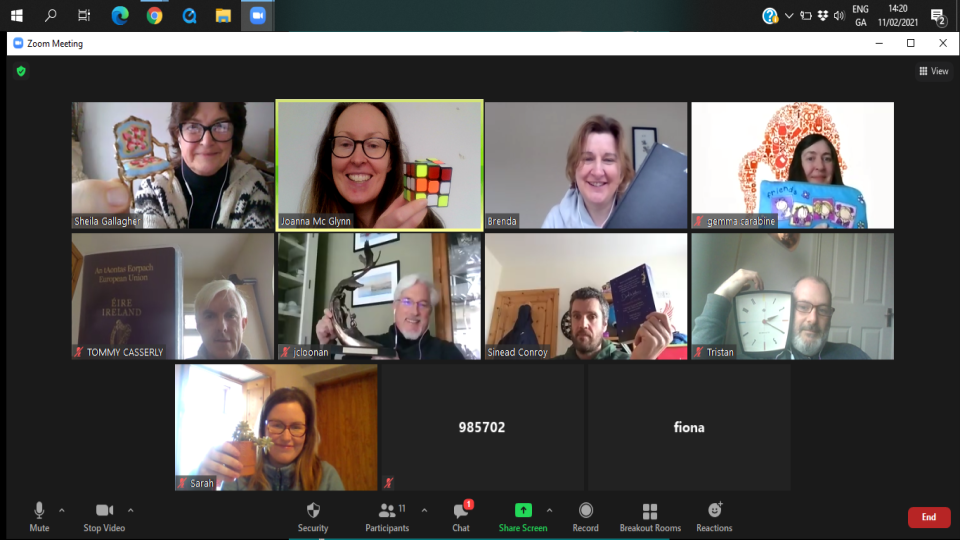 ENG
14:20
GA
11/02/2021
2
Zoom Meeting
View
Sheila Gallagher
Joanna Mc Glynn
Brenda
friends
gemma.carabine
An tAontas Eorpach
European Union
ÉIRE
IRELAND
TOMMY CASSERLY
jcloonan
Sinead Conroy
Tristan
Sarah
985702
fiona
Mute
Stop Video
Security
Participants
11
Chat
1
Share Screen
Record
Breakout Rooms
Reactions
End